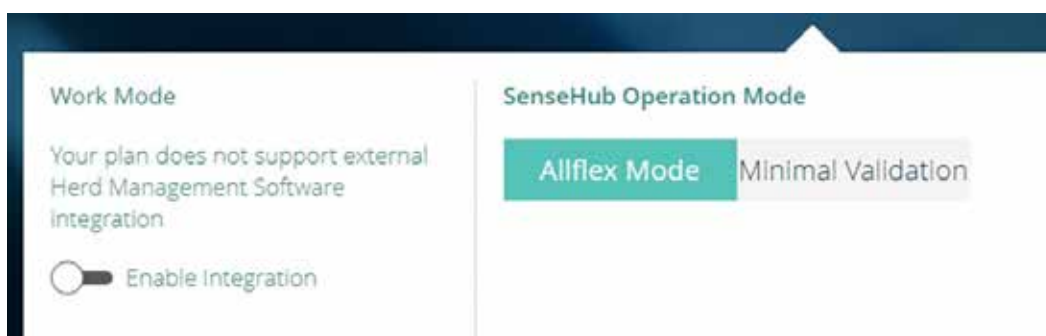 Work Mode
Your plan does not support external
Herd Management Software
integration
Enable Integration
SenseHub Operation Mode
Allflex Mode
Minimal Validation